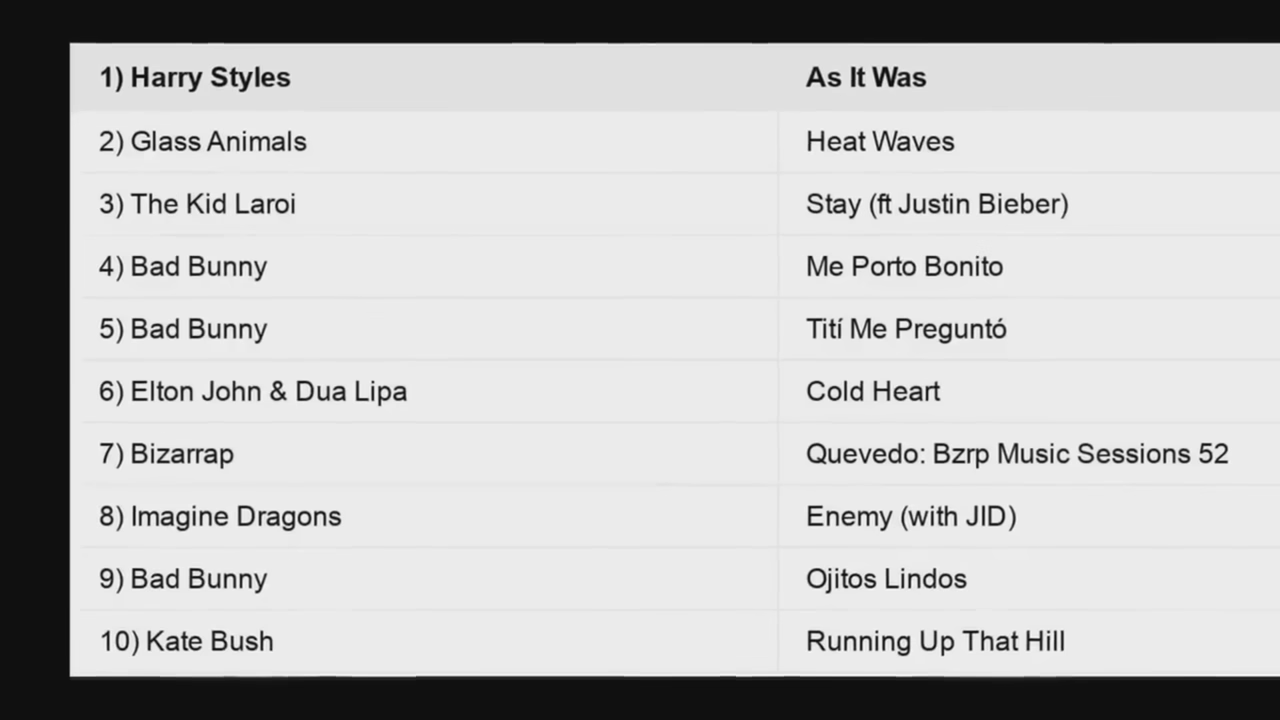 1) Harry Styles As It Was
2) Glass Animals Heat Waves
3) The Kid Laroi Stay (ft Justin Bieber)
4) Bad Bunny Me Porto Bonito
5) Bad Bunny Tití Me Preguntó
6) Elton John & Dua Lipa Cold Heart
7) Bizarrap Quevedo: Bzrp Music Sessions 52
8) Imagine Dragons Enemy (with JID)
9) Bad Bunny Ojitos Lindos
10) Kate Bush Running Up That Hill